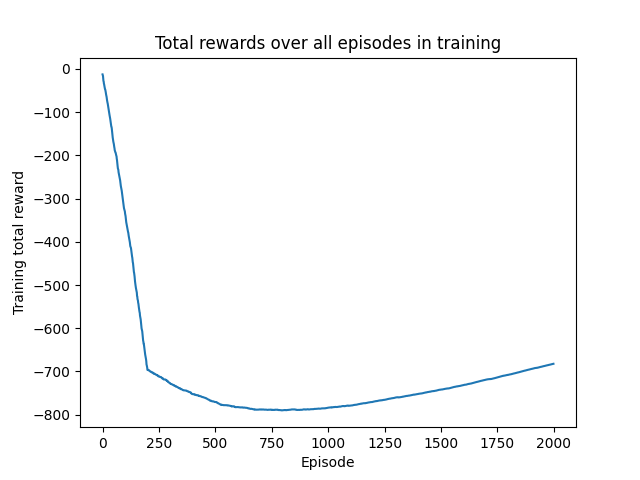 Total rewards over all episodes in training
Training total reward
0
−100
−200
−300
−400
−500
−600
−700
−800
0 250 500 750 1000 1250 1500 1750 2000
Episode